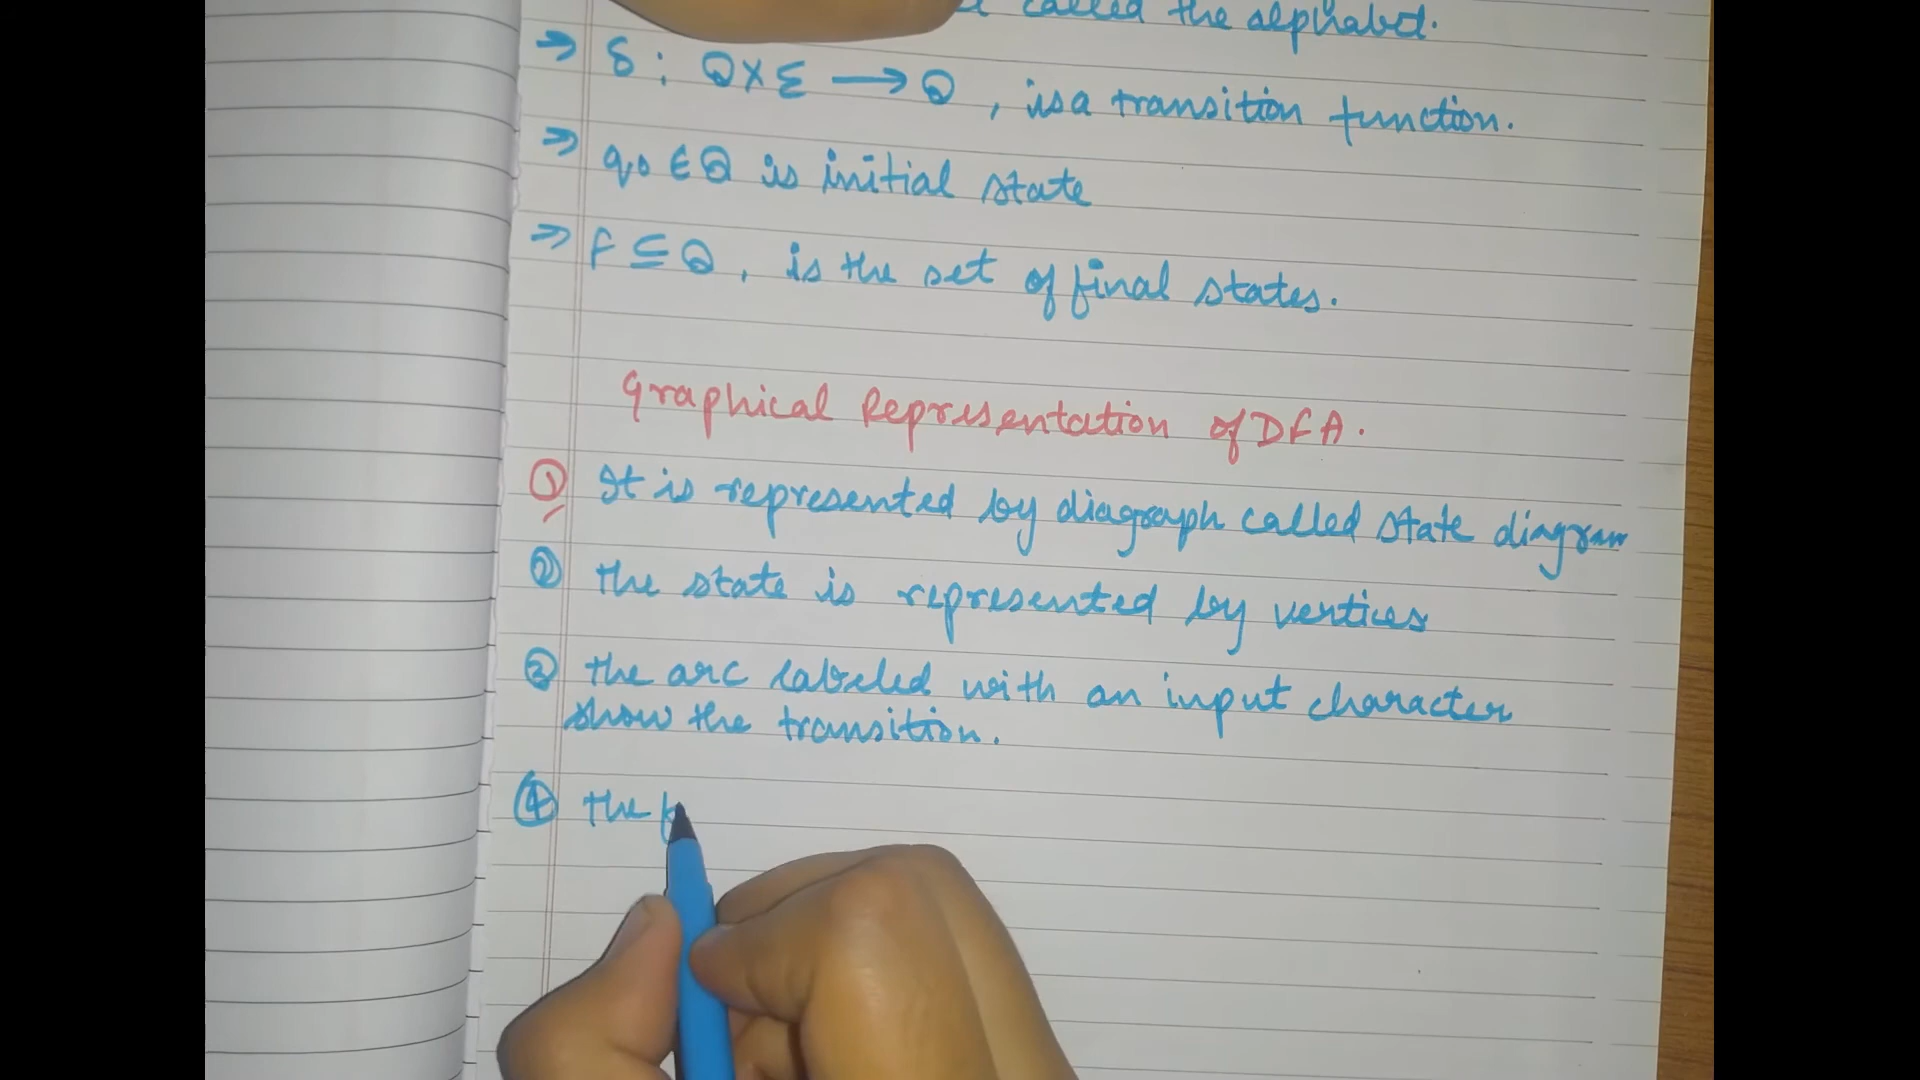 called the alphabet.
⇒ δ : Q × Σ ⟶ Q , is a transition function.
⇒ q0 ∈ Q is initial state
⇒ F ⊆ Q , is the set of final states.
Graphical Representation of DFA.
① It is represented by diagraph called state diagram
② the state is represented by vertices
③ the arc labeled with an input character
show the transition.
④ the